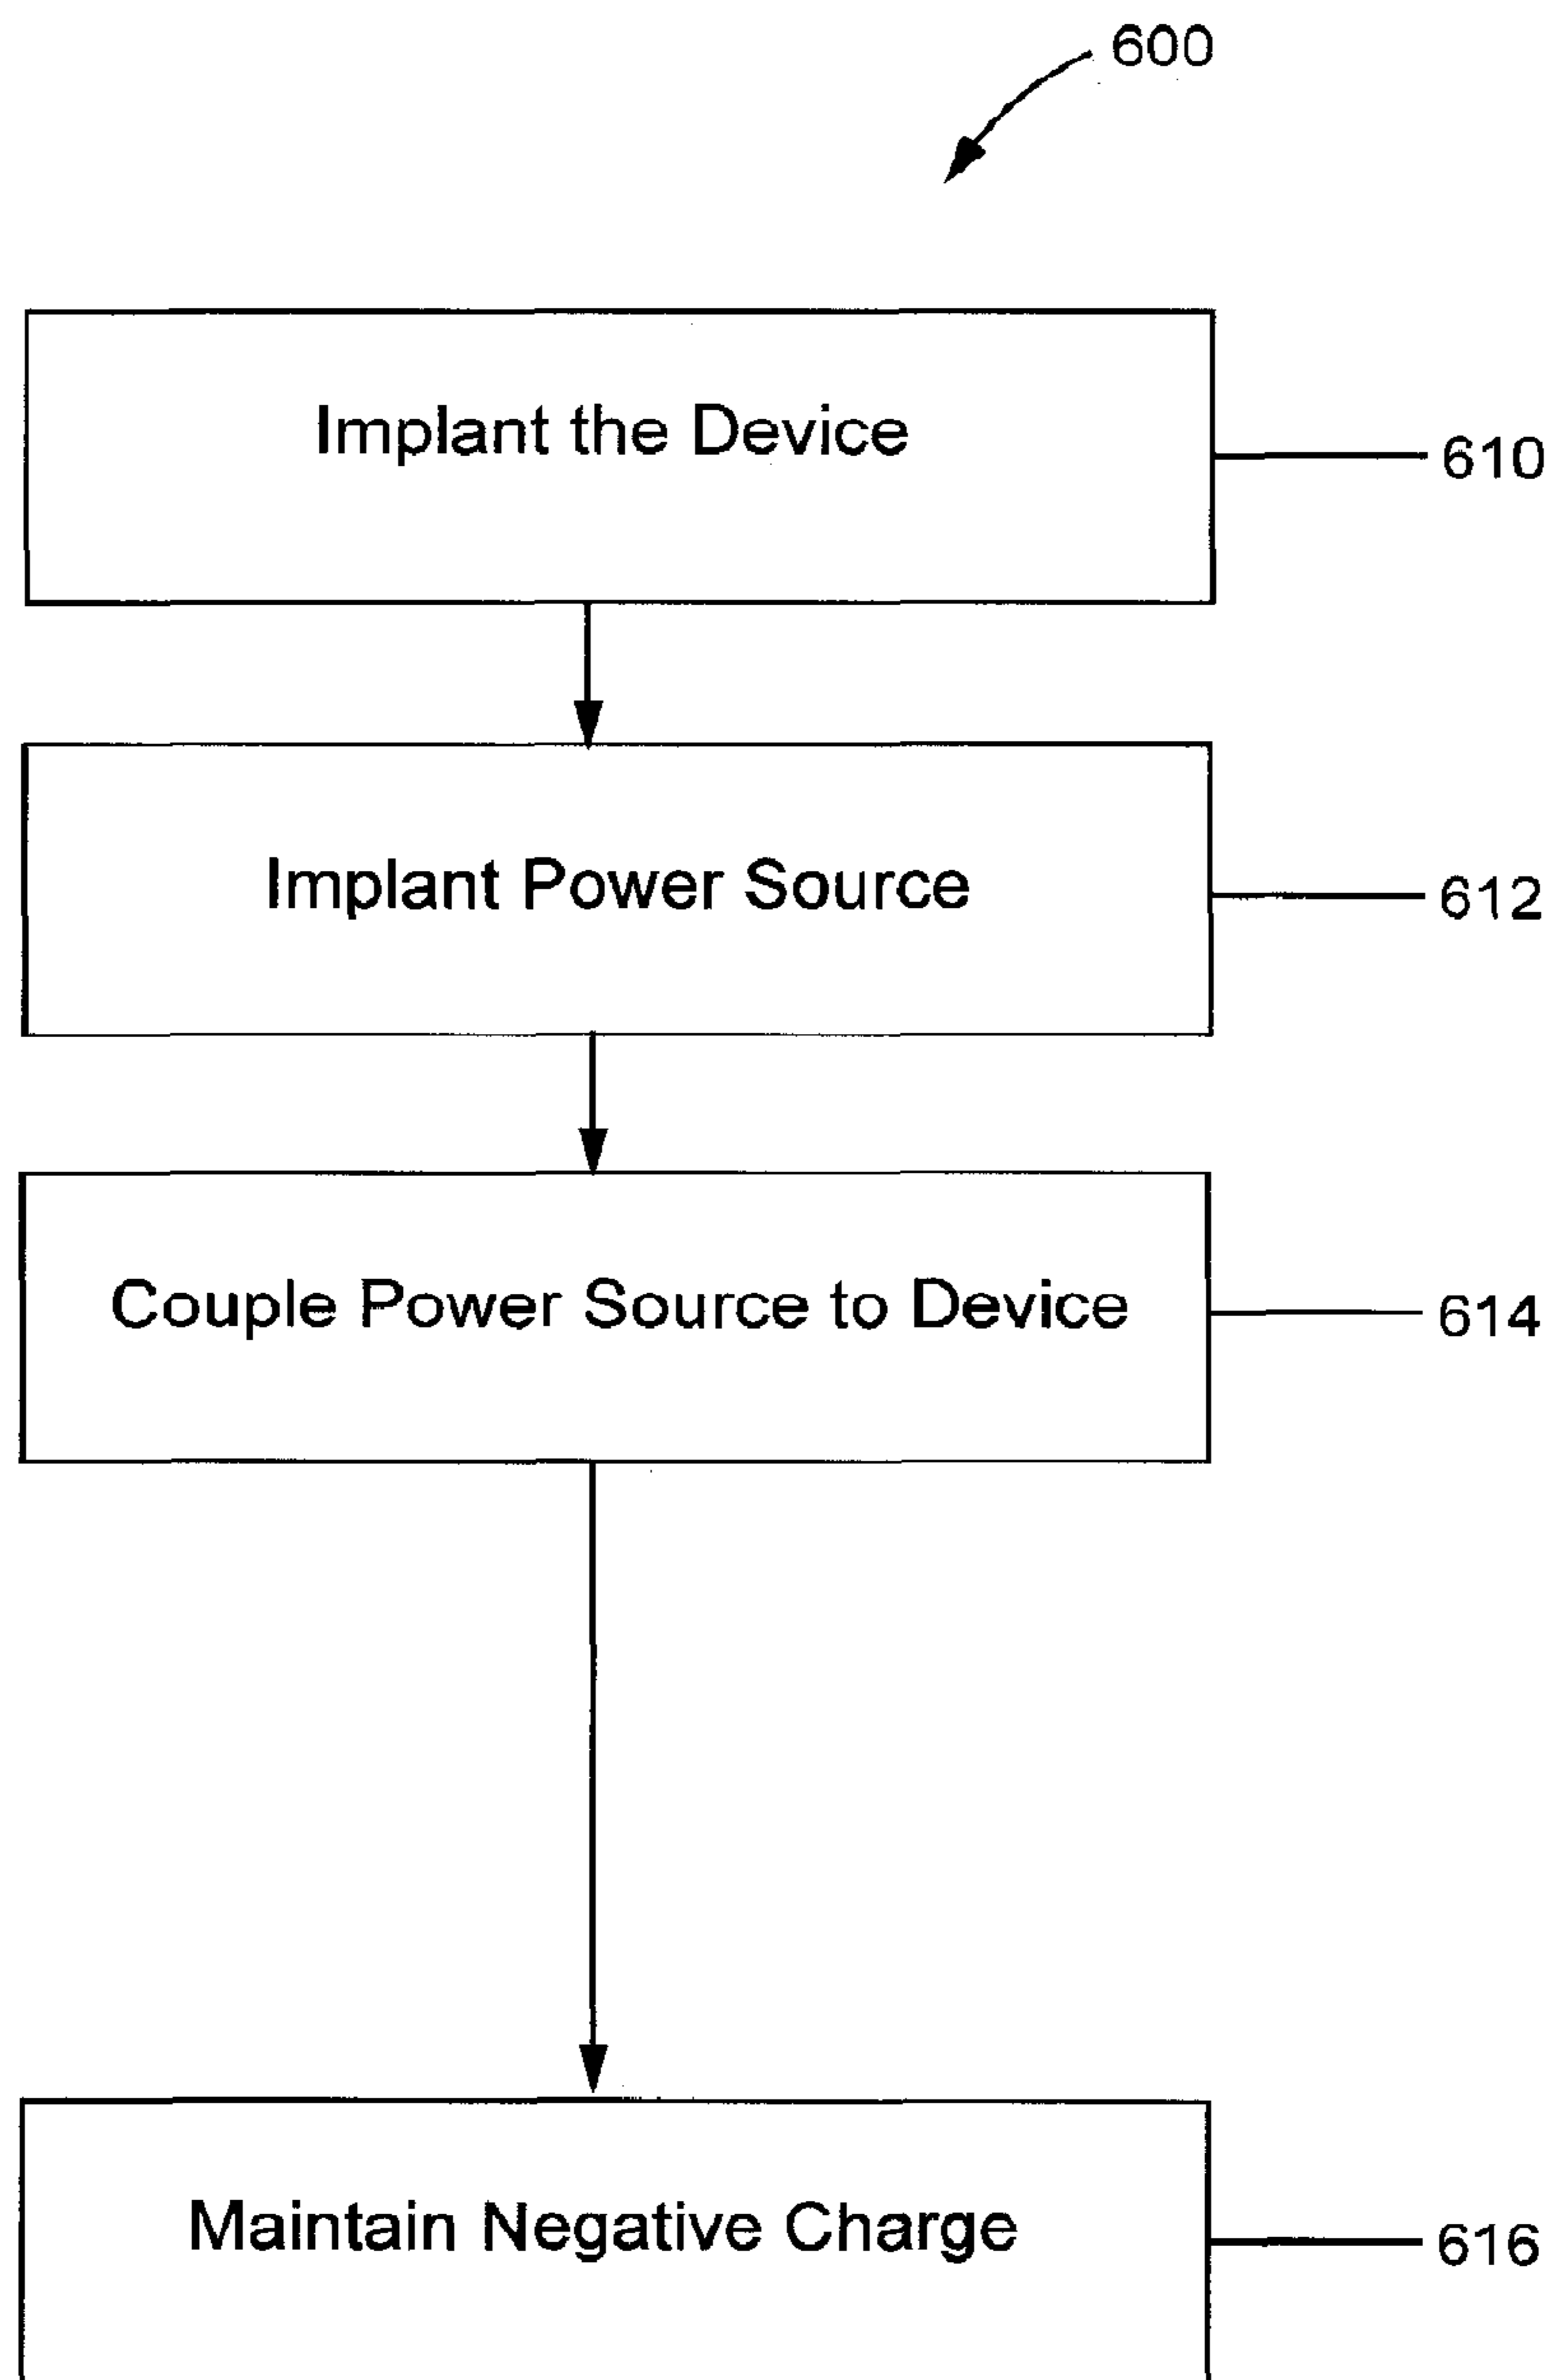 600
Implant the Device
610
Implant Power Source
612
Couple Power Source to Device
614
Maintain Negative Charge
616